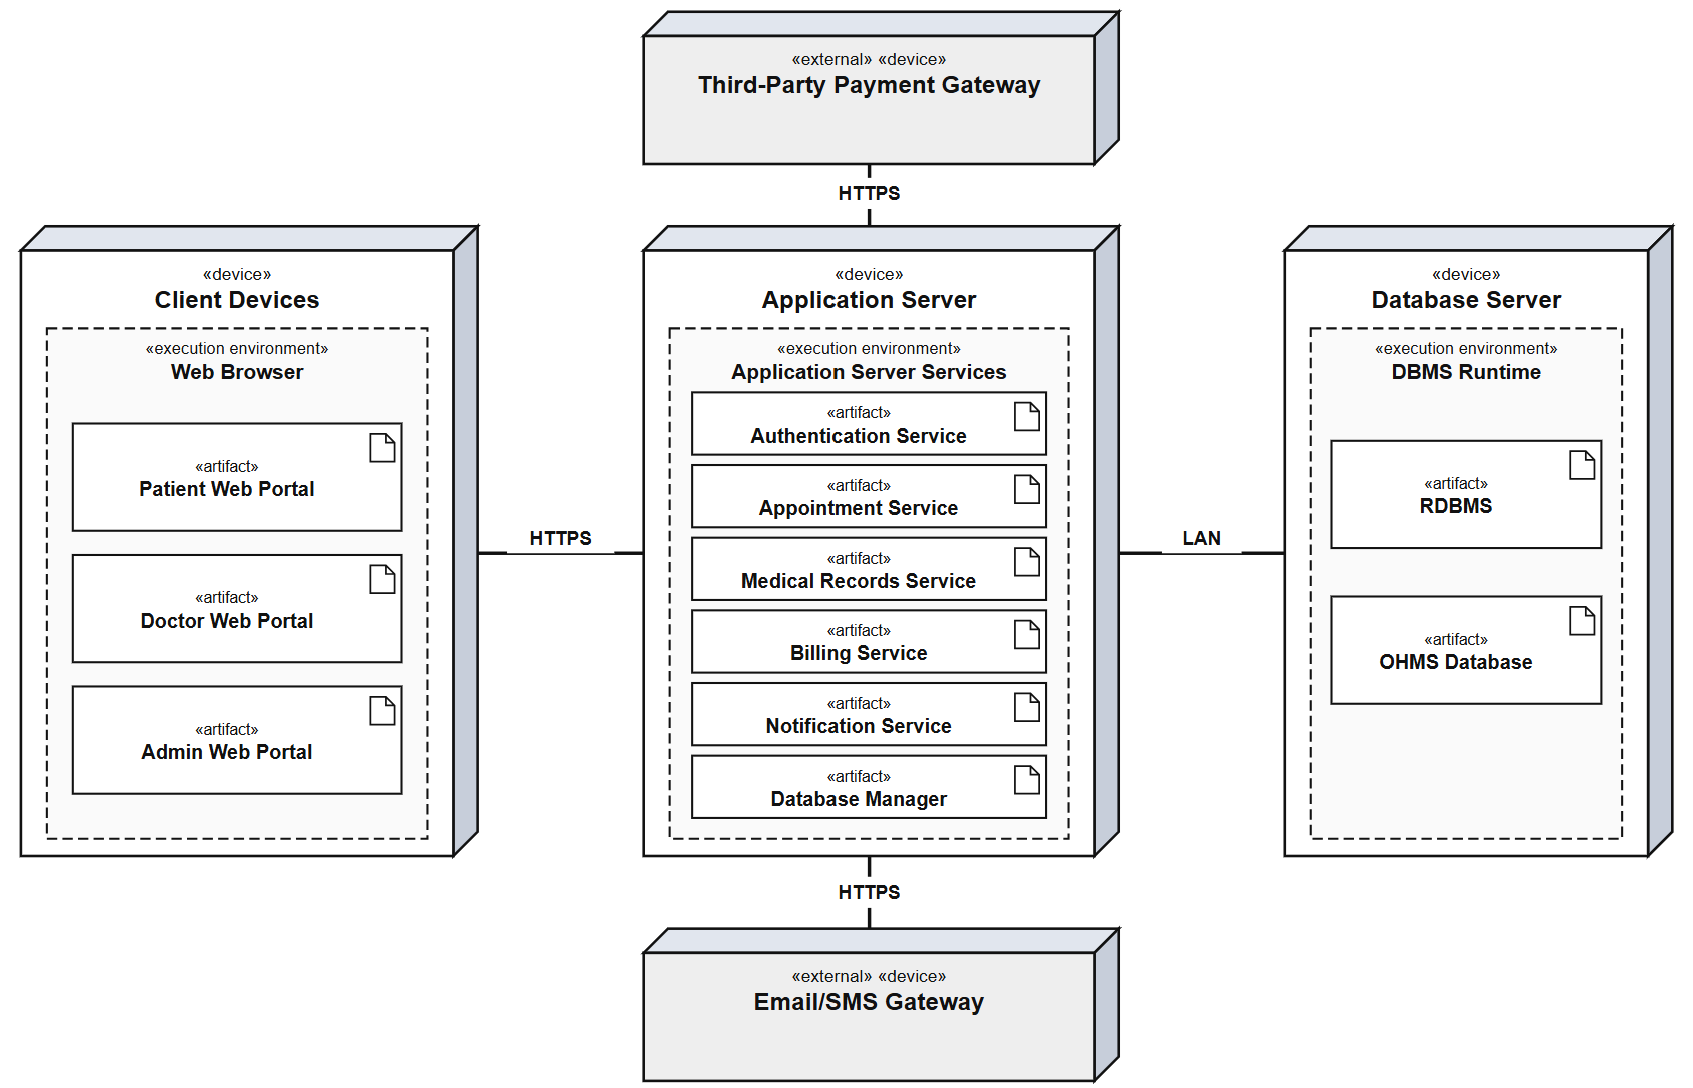 «external» «device»
Third-Party Payment Gateway
HTTPS
«device»
Client Devices
«execution environment»
Web Browser
«artifact»
Patient Web Portal
«artifact»
Doctor Web Portal
«artifact»
Admin Web Portal
HTTPS
«device»
Application Server
«execution environment»
Application Server Services
«artifact»
Authentication Service
«artifact»
Appointment Service
«artifact»
Medical Records Service
«artifact»
Billing Service
«artifact»
Notification Service
«artifact»
Database Manager
LAN
«device»
Database Server
«execution environment»
DBMS Runtime
«artifact»
RDBMS
«artifact»
OHMS Database
HTTPS
«external» «device»
Email/SMS Gateway